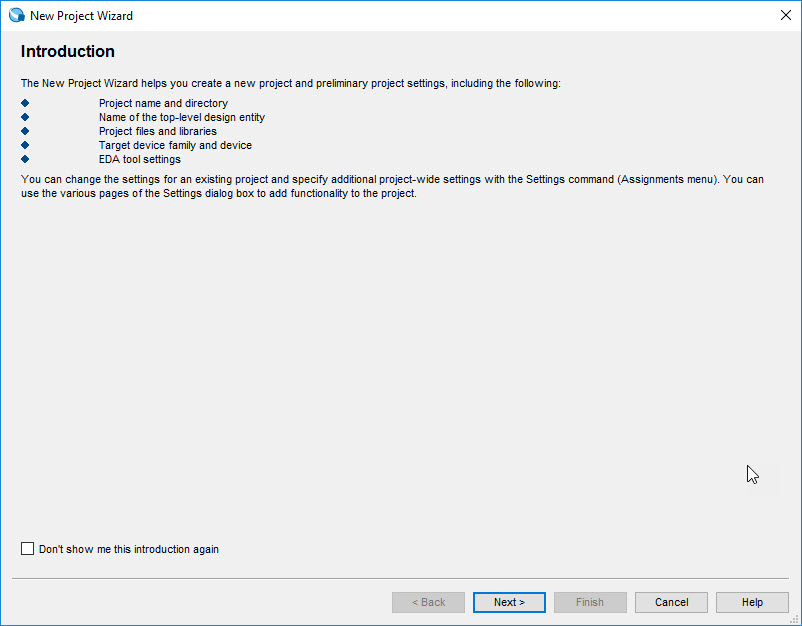 New Project Wizard
Introduction
The New Project Wizard helps you create a new project and preliminary project settings, including the following:
Project name and directory
Name of the top-level design entity
Project files and libraries
Target device family and device
EDA tool settings
You can change the settings for an existing project and specify additional project-wide settings with the Settings command (Assignments menu). You can
use the various pages of the Settings dialog box to add functionality to the project.
Don't show me this introduction again
< Back Next > Finish Cancel Help